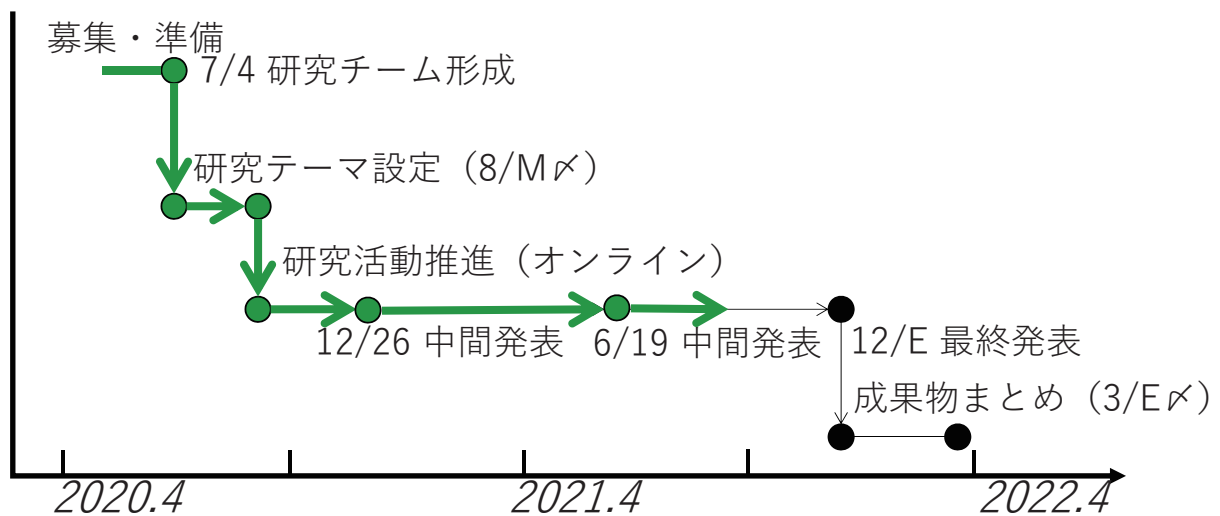 募集・準備
7/4 研究チーム形成
研究テーマ設定（8/M〆）
研究活動推進（オンライン）
12/26 中間発表
6/19 中間発表
12/E 最終発表
成果物まとめ（3/E〆）
2020.4
2021.4
2022.4